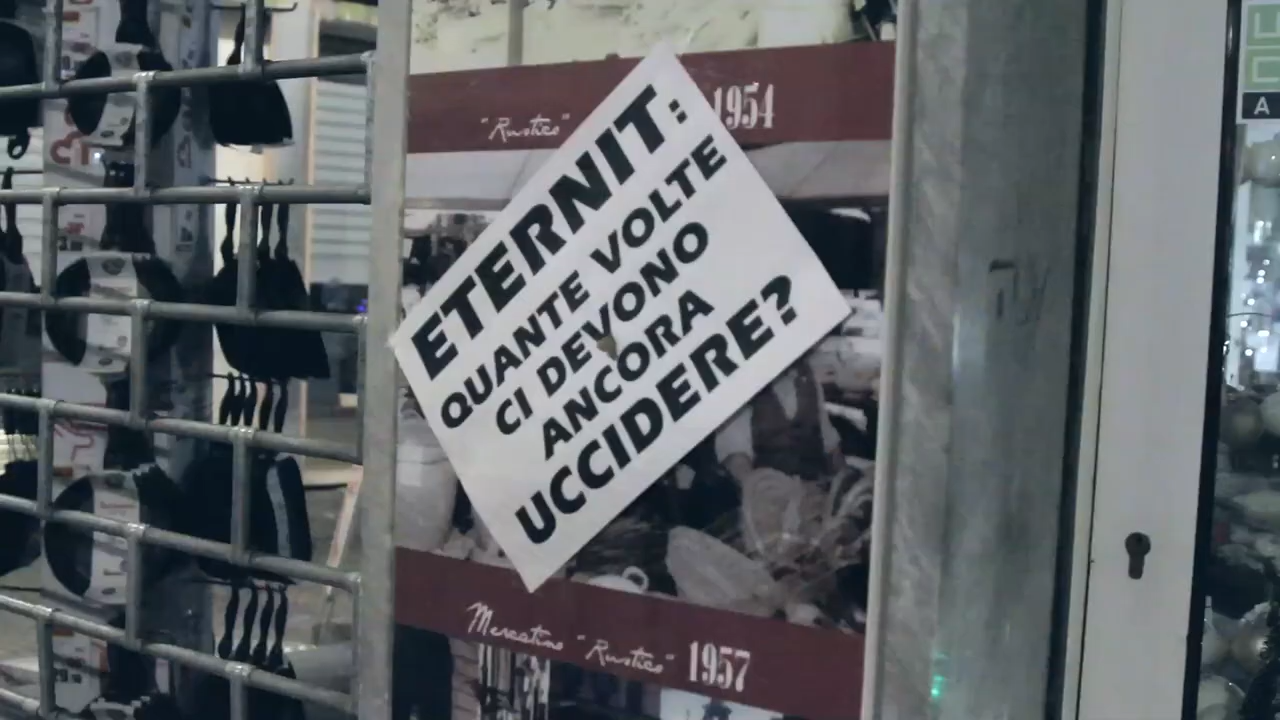 "Rustico" 1954
ETERNIT:
QUANTE VOLTE
CI DEVONO
ANCORA
UCCIDERE?
Mercatino "Rustico" 1957
A